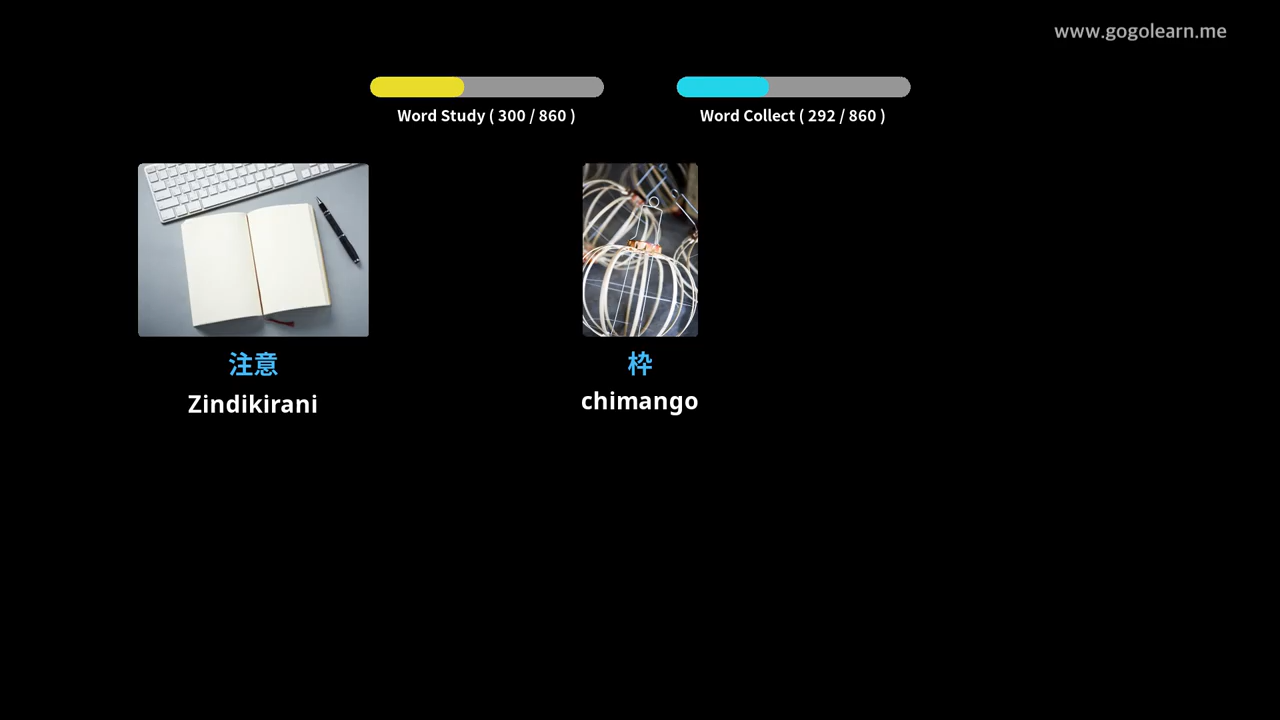 www.gogolearn.me
Word Study ( 300 / 860 )
Word Collect ( 292 / 860 )
注意
Zindikirani
枠
chimango